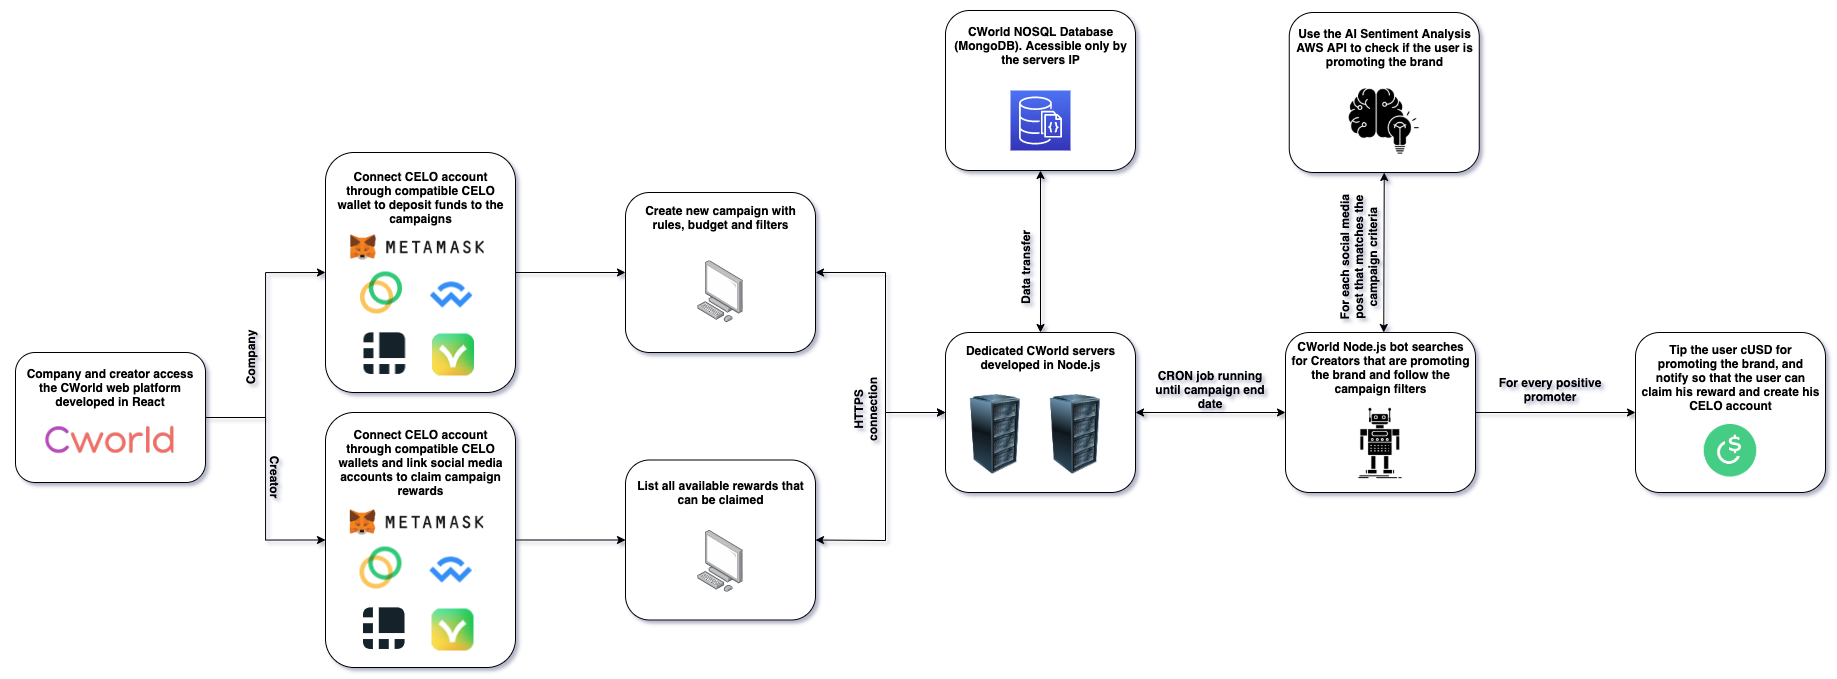 Company and creator access
the CWorld web platform
developed in React
Cworld
Company
Creator
Connect CELO account
through compatible CELO
wallet to deposit funds to the
campaigns
METAMASK
Connect CELO account
through compatible CELO
wallets and link social media
accounts to claim campaign
rewards
METAMASK
Create new campaign with
rules, budget and filters
List all available rewards that
can be claimed
HTTPS
connection
CWorld NOSQL Database
(MongoDB). Acessible only by
the servers IP
Data transfer
Dedicated CWorld servers
developed in Node.js
CRON job running
until campaign end
date
Use the AI Sentiment Analysis
AWS API to check if the user is
promoting the brand
For each social media
post that matches the
campaign criteria
CWorld Node.js bot searches
for Creators that are promoting
the brand and follow the
campaign filters
For every positive
promoter
Tip the user cUSD for
promoting the brand, and
notify so that the user can
claim his reward and create his
CELO account